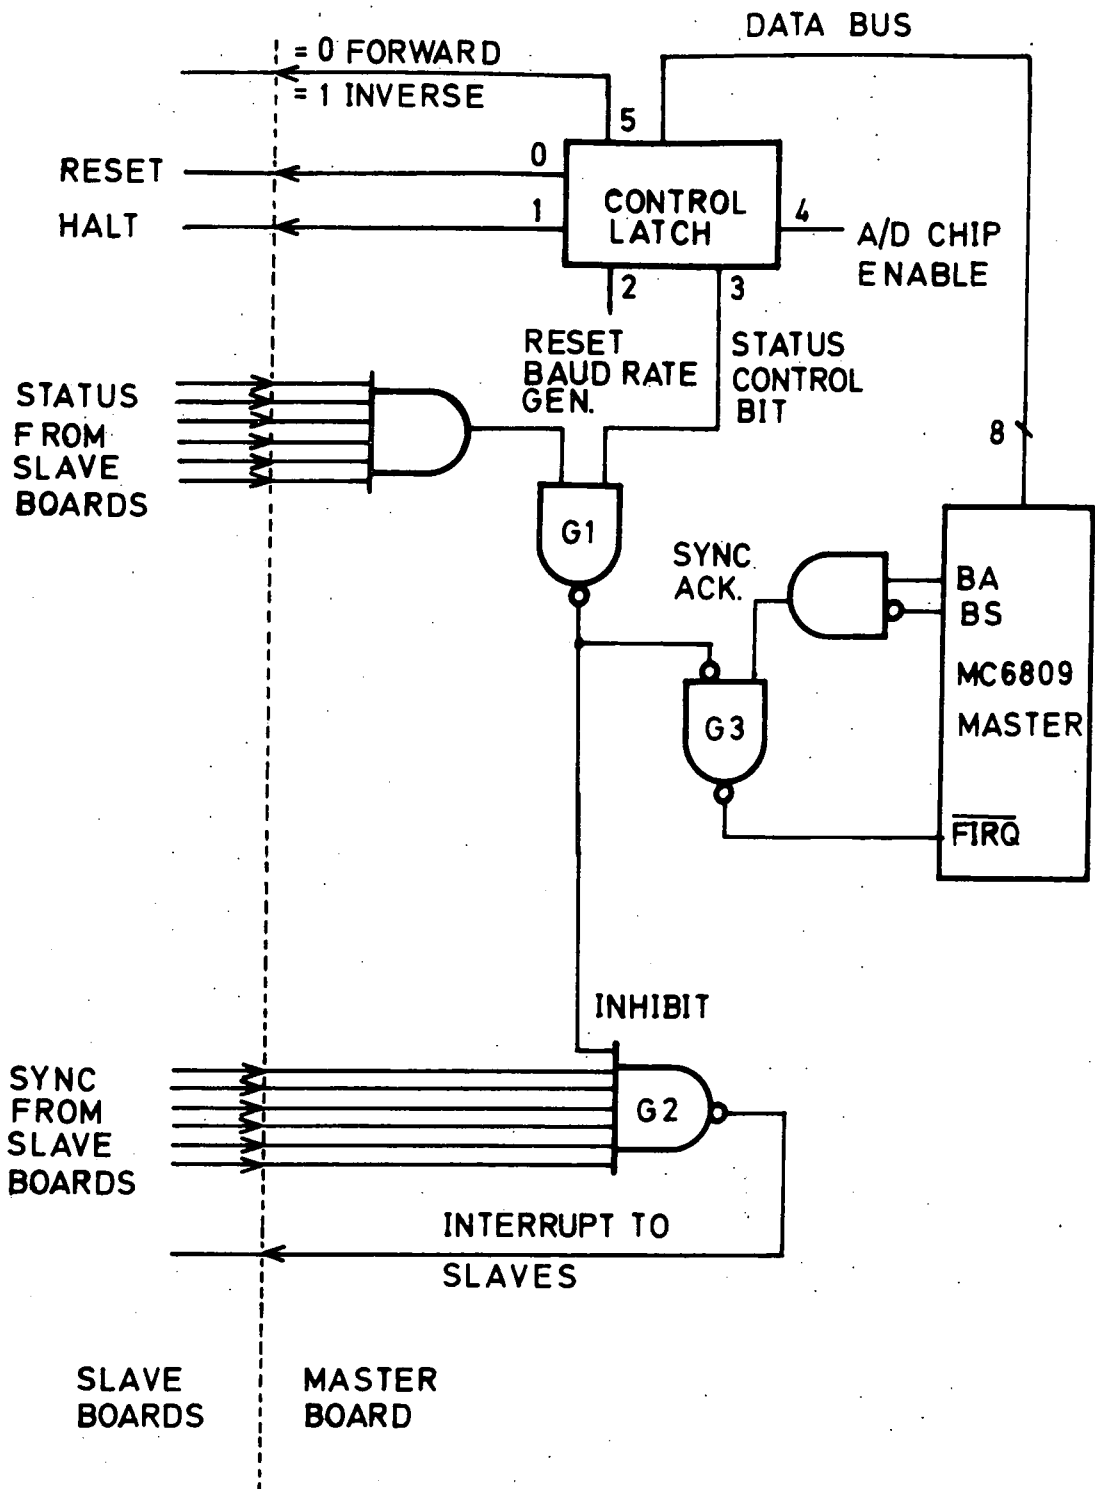 DATA BUS
= 0 FORWARD
= 1 INVERSE
5
0
RESET
CONTROL
LATCH
1
4
HALT
A/D CHIP
ENABLE
2
3
RESET
BAUD RATE
GEN.
STATUS
CONTROL
BIT
STATUS
FROM
SLAVE
BOARDS
8
G1
SYNC
ACK.
BA
BS
MC6809
MASTER
G3
FIRQ
INHIBIT
SYNC
FROM
SLAVE
BOARDS
G2
INTERRUPT TO
SLAVES
SLAVE
BOARDS
MASTER
BOARD